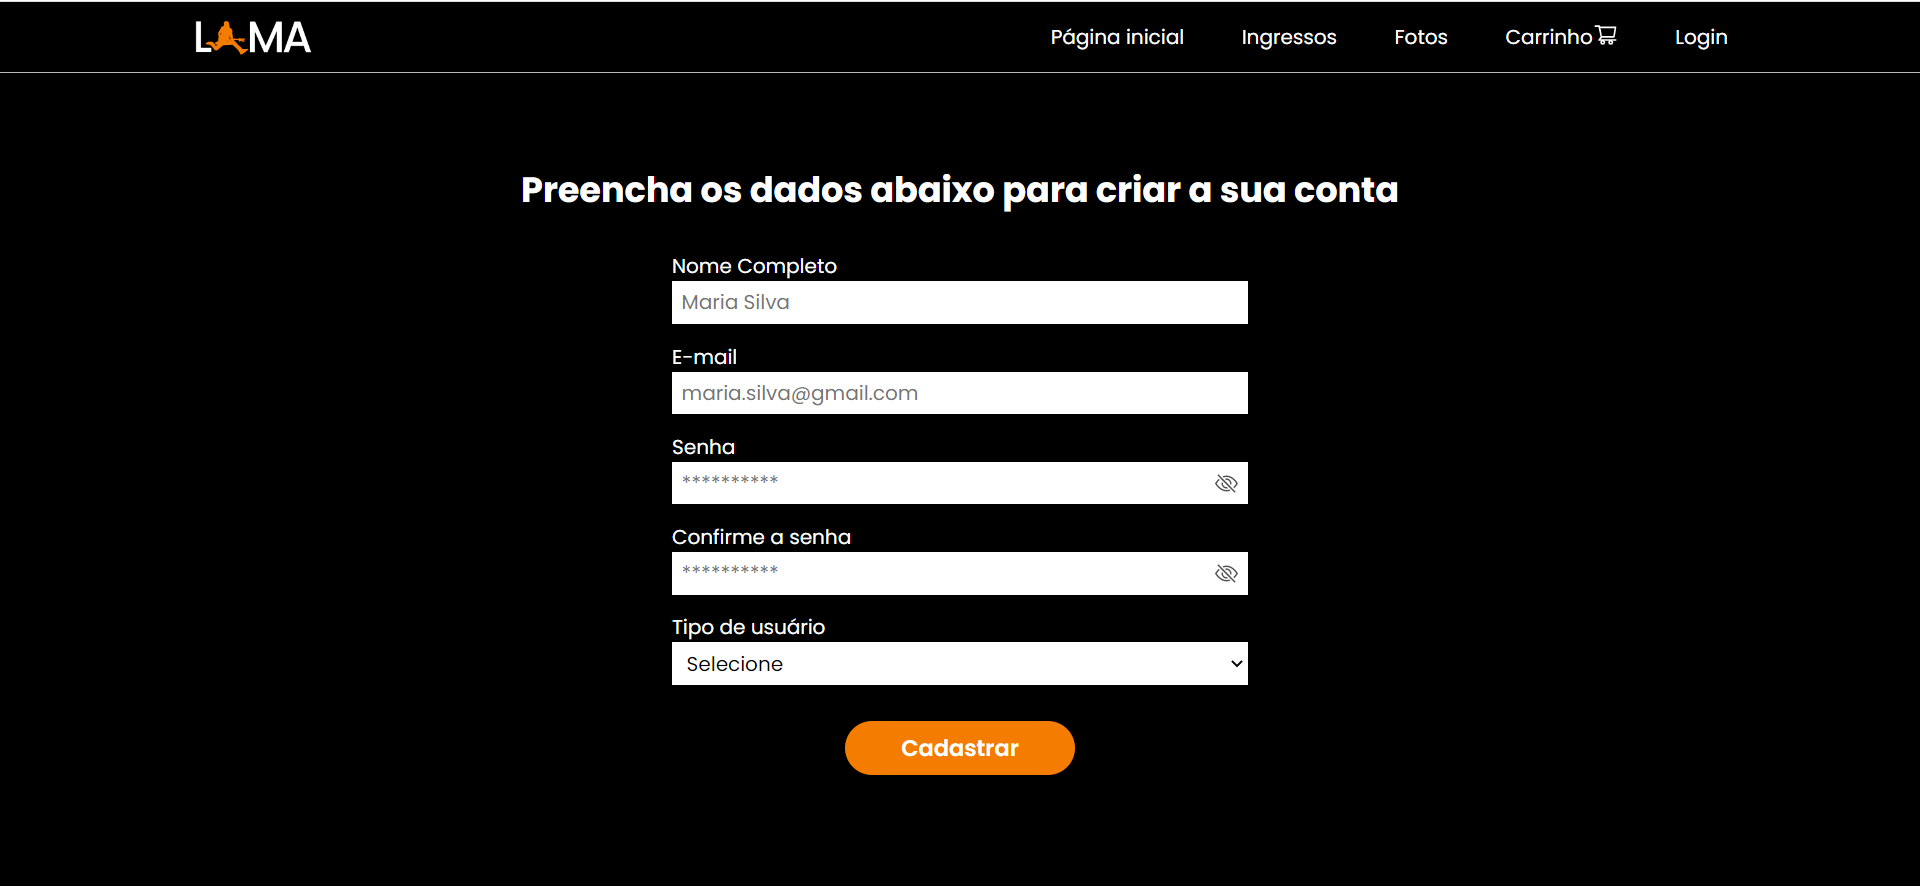 LAMA
Página inicial Ingressos Fotos Carrinho Login
Preencha os dados abaixo para criar a sua conta
Nome Completo
Maria Silva
E-mail
maria.silva@gmail.com
Senha
**********
Confirme a senha
**********
Tipo de usuário
Selecione
Cadastrar